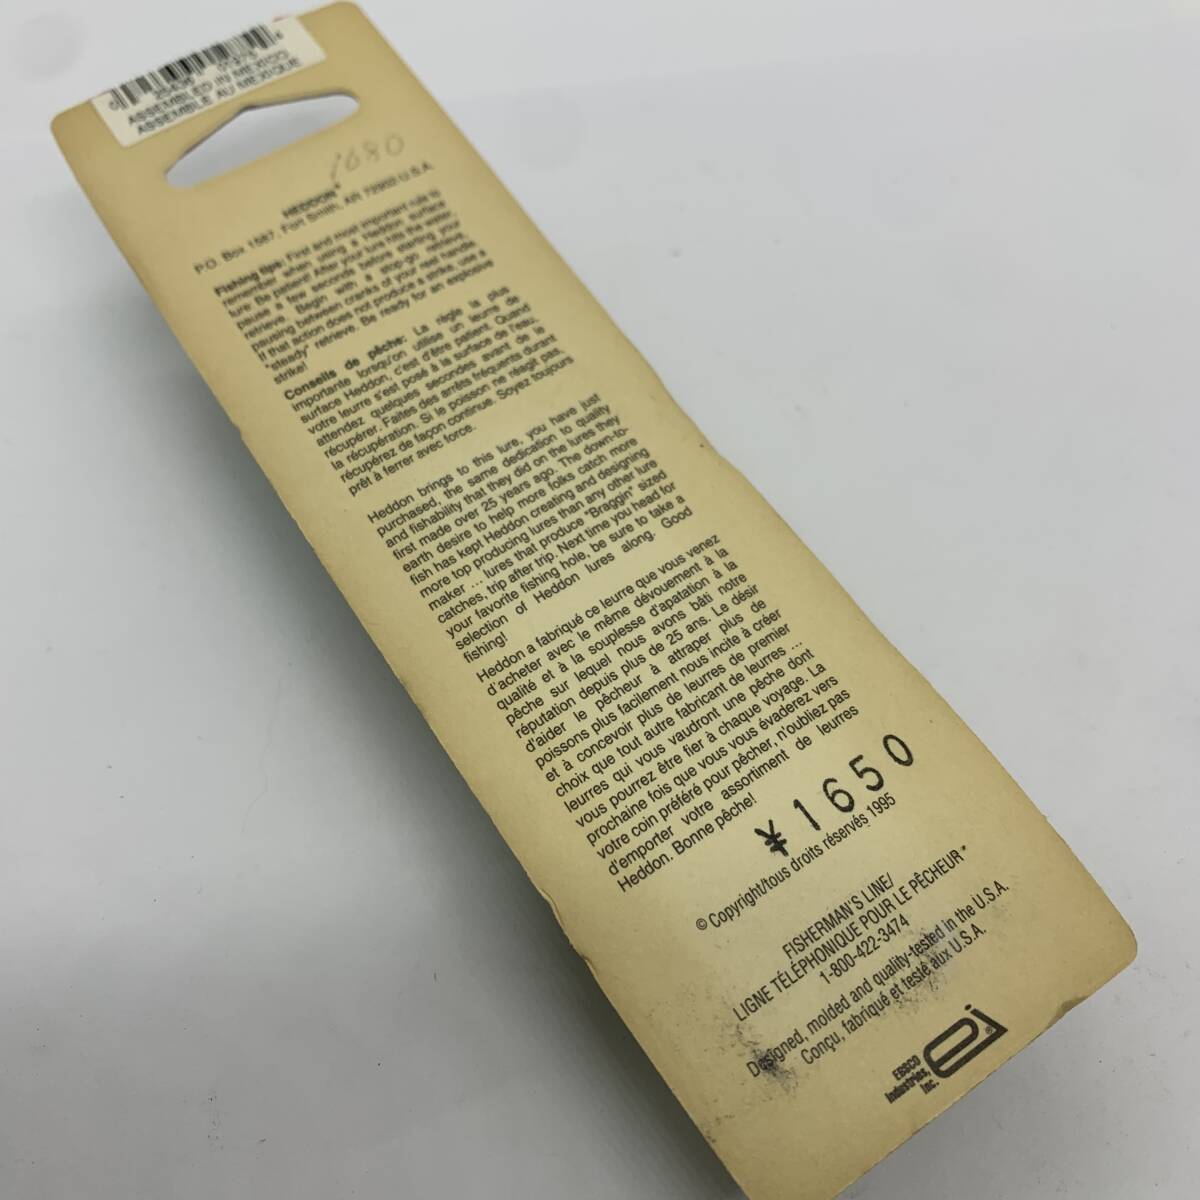 ASSEMBLED IN MEXICO
ASSEMBLÉ AU MEXIQUE
1680
HEDDON®
P.O. Box 1587, Fort Smith, AR 72902 U.S.A.
Fishing tips: First and most important rule to
remember when using a Heddon surface
lure: Be patient! After your lure hits the water,
pause a few seconds before starting your
retrieve. Begin with a stop-go retrieve,
pausing between cranks of your reel handle
If that action does not produce a strike, use a
"steady" retrieve. Be ready for an explosive
strike!
Conseils de pêche: La règle la plus
importante lorsqu'on utilise un leurre de
surface Heddon, c'est d'être patient. Quand
votre leurre s'est posé à la surface de l'eau,
attendez quelques secondes avant de le
récupérer. Faites des arrêts fréquents durant
la récupération. Si le poisson ne réagit pas,
récupérez de façon continue. Soyez toujours
prêt à ferrer avec force.
Heddon brings to this lure, you have just
purchased, the same dedication to quality
and fishability that they did on the lures they
first made over 25 years ago. The down-to-
earth desire to help more folks catch more
fish has kept Heddon creating and designing
more top producing lures than any other lure
maker ... lures that produce "Braggin" sized
catches, trip after trip. Next time you head for
your favorite fishing hole, be sure to take a
selection of Heddon lures along. Good
fishing!
Heddon a fabriqué ce leurre que vous venez
d'acheter avec le même dévouement à la
qualité et à la souplesse d'apatation à la
pêche sur lequel nous avons bâti notre
réputation depuis plus de 25 ans. Le désir
d'aider le pêcheur à attraper plus de
poissons plus facilement nous incite à créer
et à concevoir plus de leurres de premier
choix que tout autre fabricant de leurres ...
leurres qui vous vaudront une pêche dont
vous pourrez être fier à chaque voyage. La
prochaine fois que vous vous évaderez vers
votre coin préféré pour pêcher, n'oubliez pas
d'emporter votre assortiment de leurres
Heddon. Bonne pêche!
¥1650
© Copyright/tous droits réservés 1995
FISHERMAN'S LINE/
LIGNE TÉLÉPHONIQUE POUR LE PÊCHEUR*
1-800-422-3474
Designed, molded and quality-tested in the U.S.A.
Conçu, fabriqué et testé aux U.S.A.
EBSCO
Industries,
Inc.
ei®